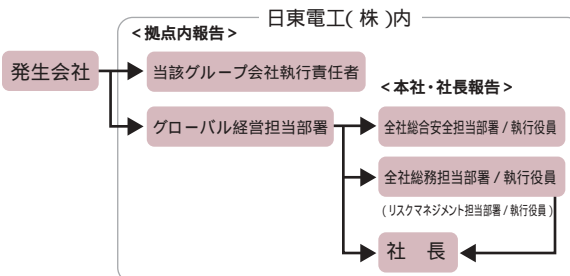 日東電工(株)内
<拠点内報告>
発生会社
当該グループ会社執行責任者
<本社・社長報告>
グローバル経営担当部署
全社総合安全担当部署/執行役員
全社総務担当部署/執行役員
(リスクマネジメント担当部署/執行役員)
社 長